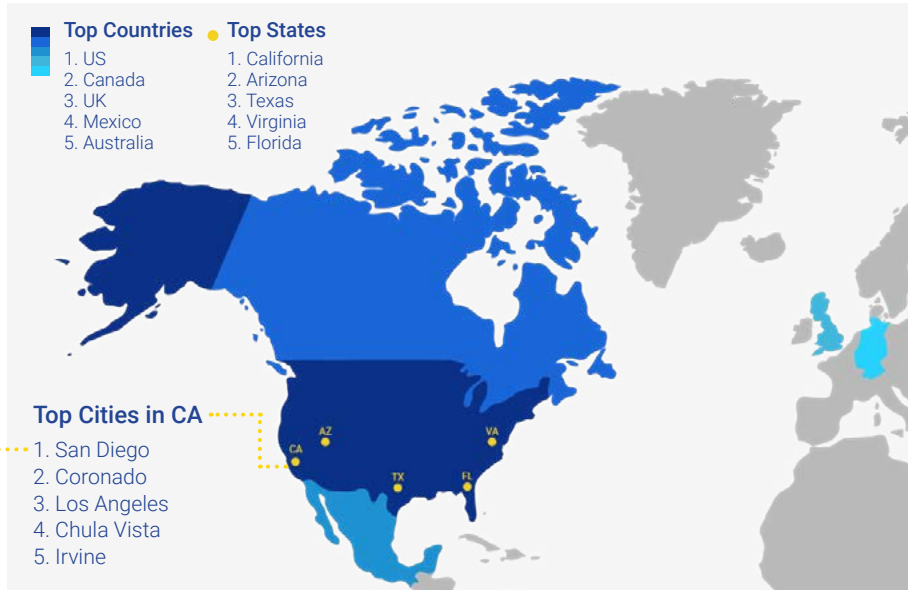 Top Countries
1. US
2. Canada
3. UK
4. Mexico
5. Australia
Top States
1. California
2. Arizona
3. Texas
4. Virginia
5. Florida
AZ
VA
CA
TX
FL
Top Cities in CA
1. San Diego
2. Coronado
3. Los Angeles
4. Chula Vista
5. Irvine